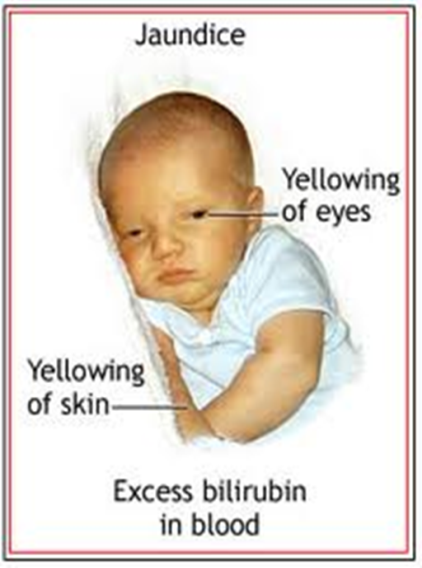 Jaundice
Yellowing
of eyes
Yellowing
of skin
Excess bilirubin
in blood